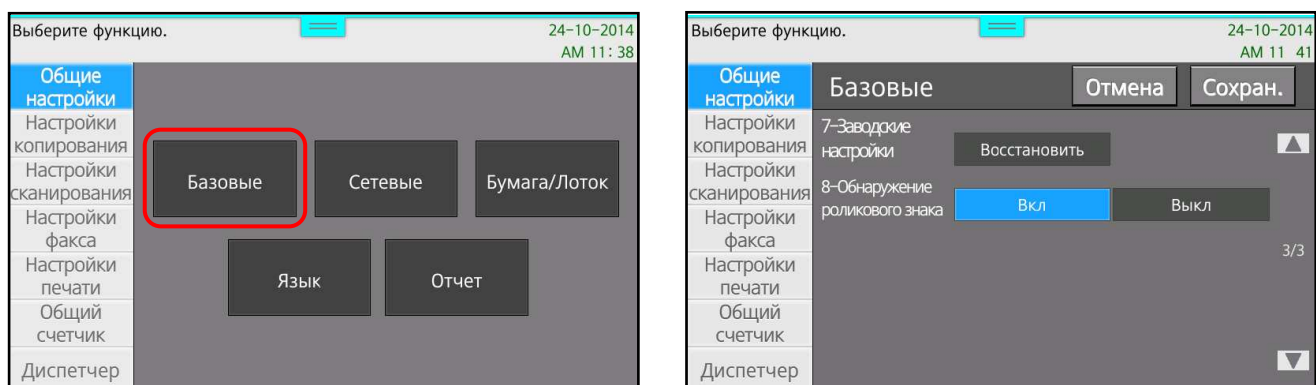 Выберите функцию.
24-10-2014
AM 11:38
Общие
настройки
Настройки
копирования
Настройки
сканирования
Настройки
факса
Настройки
печати
Общий
счетчик
Диспетчер
Базовые
Сетевые
Бумага/Лоток
Язык
Отчет
Выберите функцию.
24-10-2014
AM 11 41
Общие
настройки
Настройки
копирования
Настройки
сканирования
Настройки
факса
Настройки
печати
Общий
счетчик
Диспетчер
Базовые
Отмена
Сохран.
7-Заводские
настройки
Восстановить
8-Обнаружение
роликового знака
Вкл
Выкл
3/3